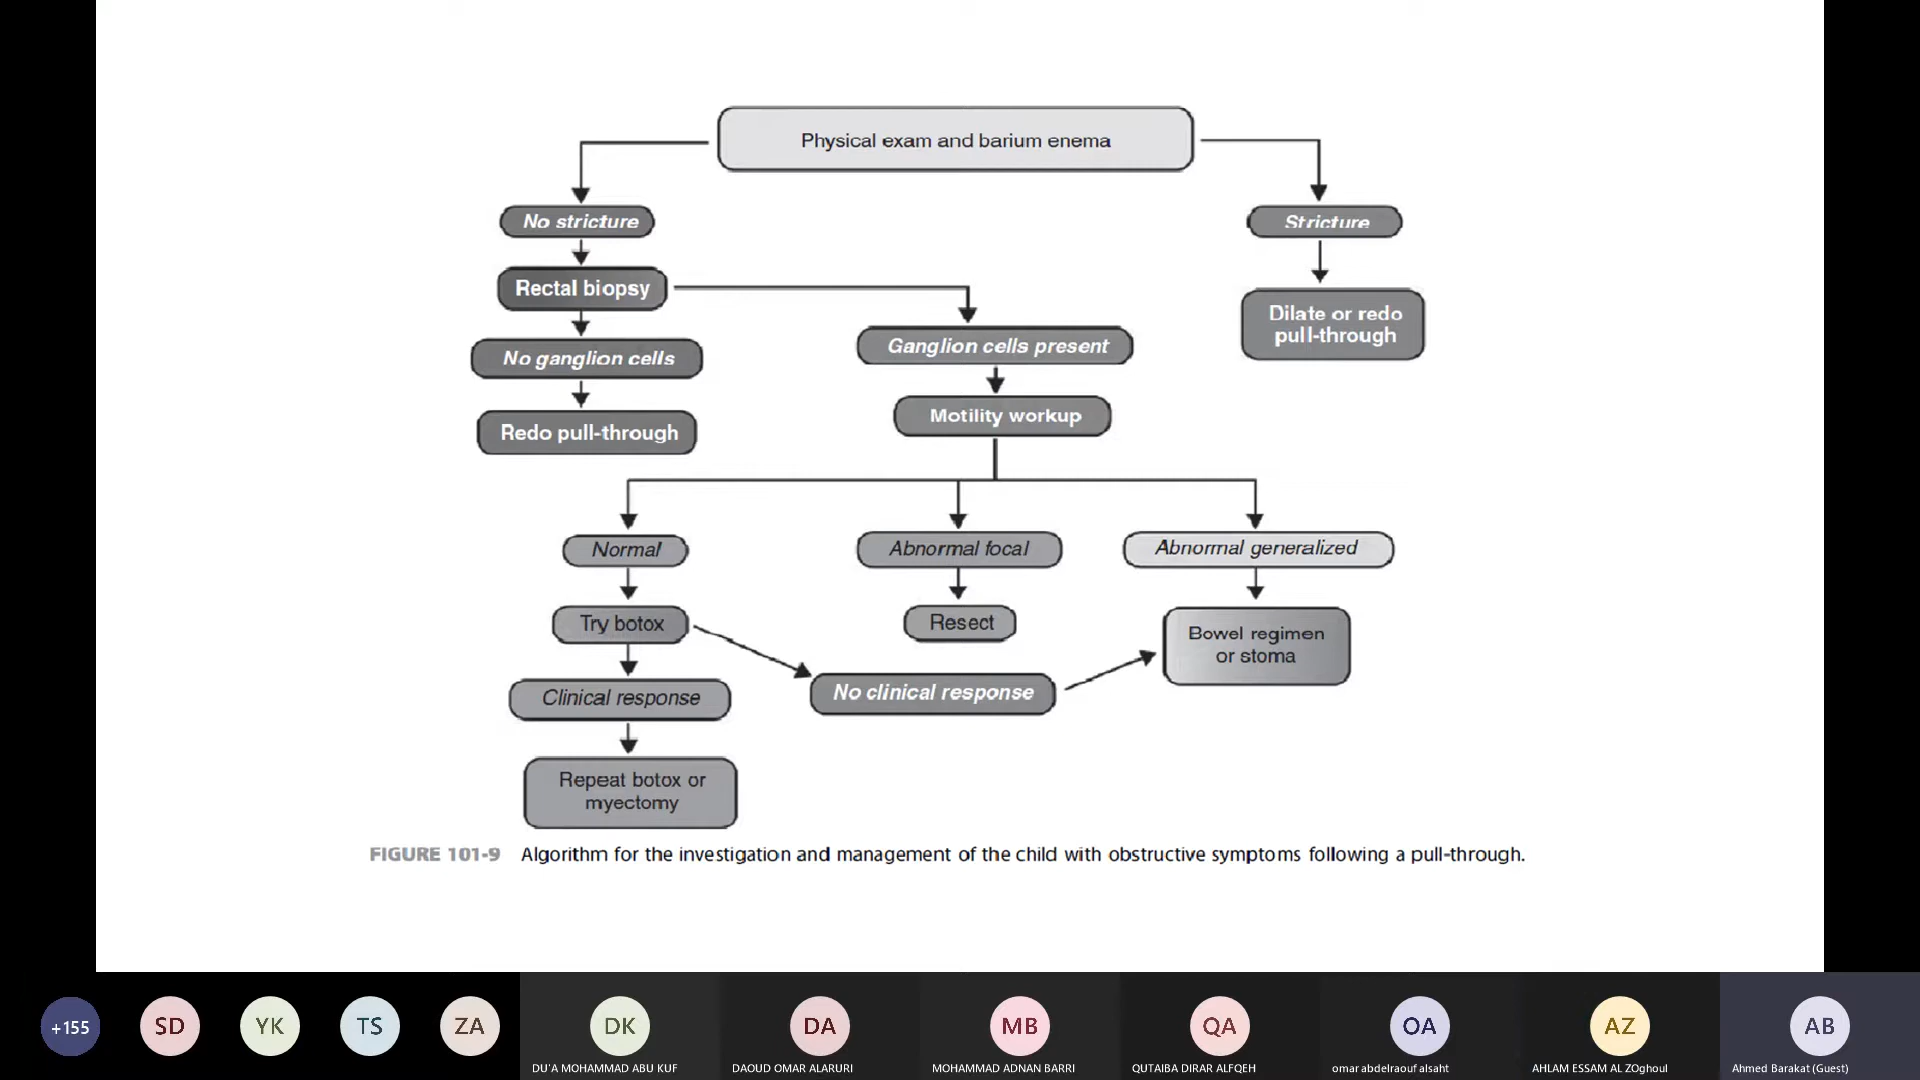 Physical exam and barium enema
No stricture
Stricture
Rectal biopsy
Dilate or redo
pull-through
Ganglion cells present
No ganglion cells
Motility workup
Redo pull-through
Normal
Abnormal focal
Abnormal generalized
Try botox
Resect
Bowel regimen
or stoma
Clinical response
No clinical response
Repeat botox or
myectomy
FIGURE 101-9 Algorithm for the investigation and management of the child with obstructive symptoms following a pull-through.
+155
SD
YK
TS
ZA
DK
DA
MB
QA
OA
AZ
AB
DU'A MOHAMMAD ABU KUF
DAOUD OMAR ALARURI
MOHAMMAD ADNAN BARRI
QUTAIBA DIRAR ALFQEH
omar abdelraouf alsaht
AHLAM ESSAM AL ZOghoul
Ahmed Barakat (Guest)